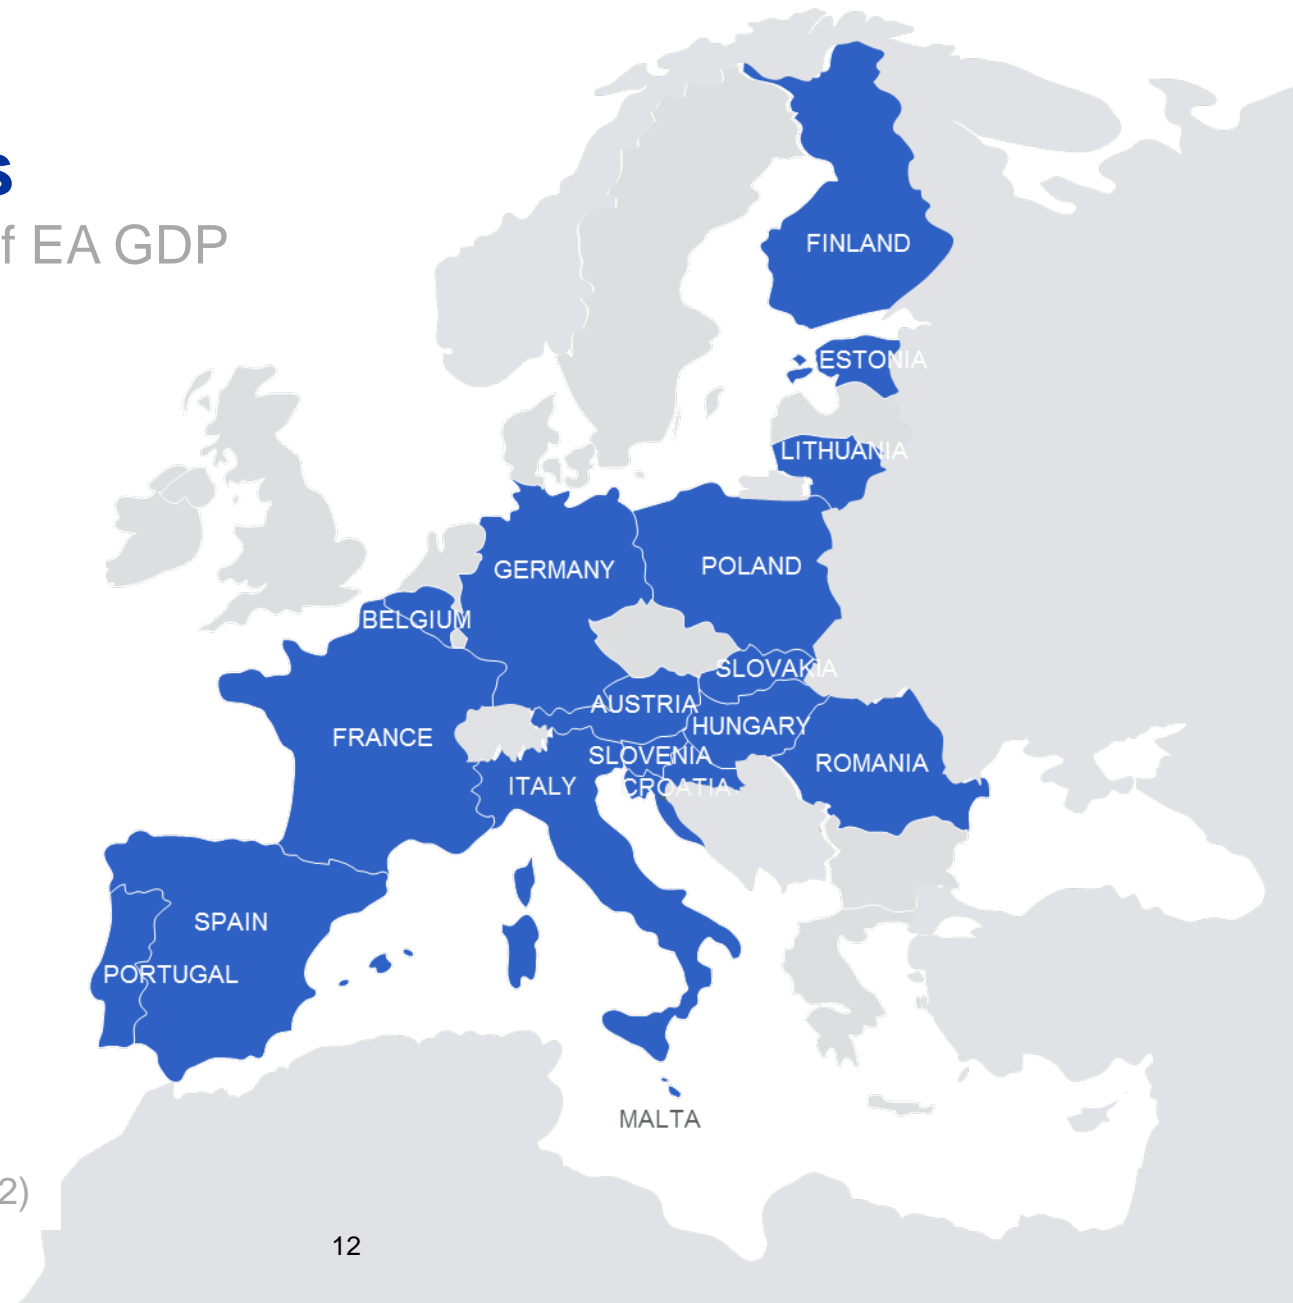 s
f EA GDP
FINLAND
ESTONIA
LITHUANIA
GERMANY
POLAND
BELGIUM
SLOVAKIA
AUSTRIA
HUNGARY
FRANCE
SLOVENIA
ROMANIA
ITALY
CROATIA
SPAIN
PORTUGAL
MALTA
2)
12